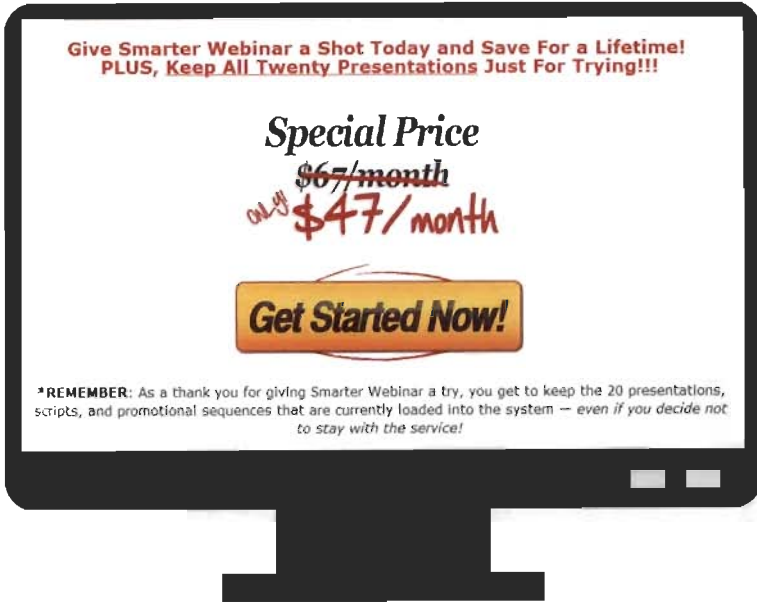 Give Smarter Webinar a Shot Today and Save For a Lifetime!
PLUS, Keep All Twenty Presentations Just For Trying!!!
Special Price
$67/month
only! $47/month
Get Started Now!
*REMEMBER: As a thank you for giving Smarter Webinar a try, you get to keep the 20 presentations,
scripts, and promotional sequences that are currently loaded into the system — even if you decide not
to stay with the service!